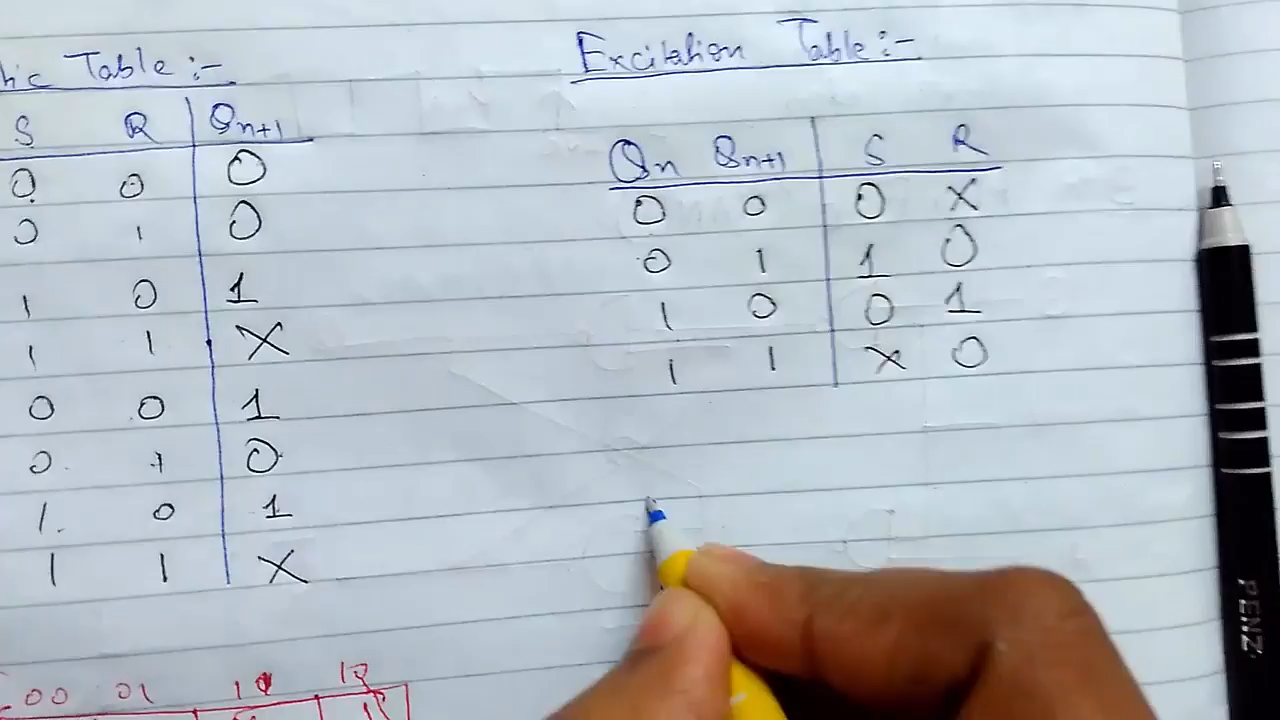 hic Table :-
S R Qn+1
0 0 0
0 1 0
1 0 1
1 1 X
0 0 1
0 1 0
1 0 1
1 1 X
00 01 11 10
Excitation Table :-
Qn Qn+1 S R
0 0 0 X
0 1 1 0
1 0 0 1
1 1 X 0
PENZ